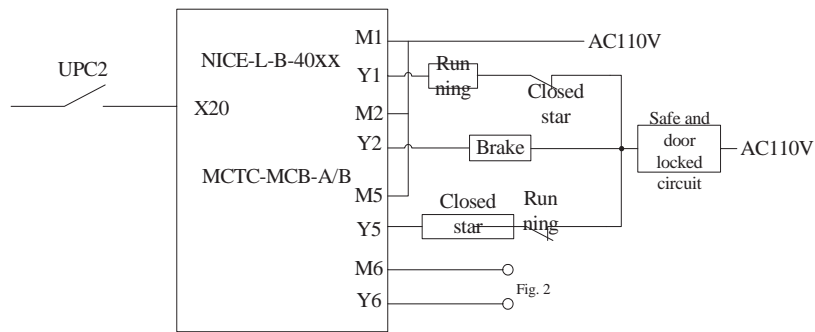 M1
AC110V
NICE-L-B-40xx
Run
ning
UPC2
Y1
Closed
star
X20
M2
Safe and
door
locked
circuit
Y2
Brake
AC110V
MCTC-MCB-A/B
M5
Closed
star
Run
ning
Y5
M6
Fig. 2
Y6